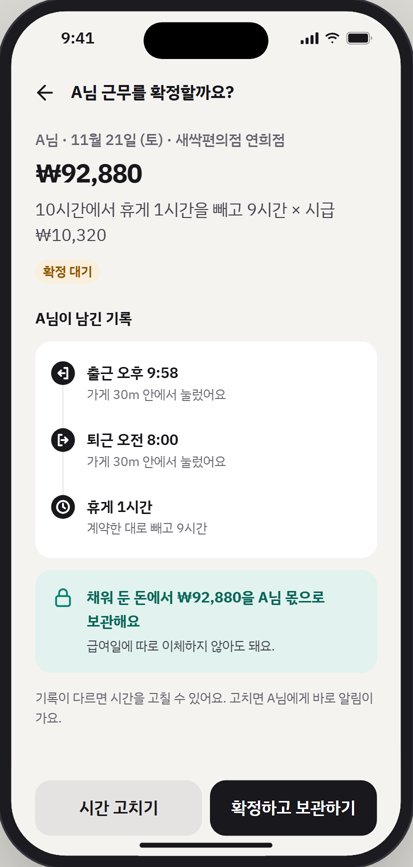 9:41
A님 근무를 확정할까요?
A님 · 11월 21일 (토) · 새싹편의점 연희점
₩92,880
10시간에서 휴게 1시간을 빼고 9시간 × 시급
₩10,320
확정 대기
A님이 남긴 기록
출근 오후 9:58
가게 30m 안에서 눌렀어요
퇴근 오전 8:00
가게 30m 안에서 눌렀어요
휴게 1시간
계약한 대로 빼고 9시간
채워 둔 돈에서 ₩92,880을 A님 몫으로
보관해요
급여일에 따로 이체하지 않아도 돼요.
기록이 다르면 시간을 고칠 수 있어요. 고치면 A님에게 바로 알림이
가요.
시간 고치기
확정하고 보관하기